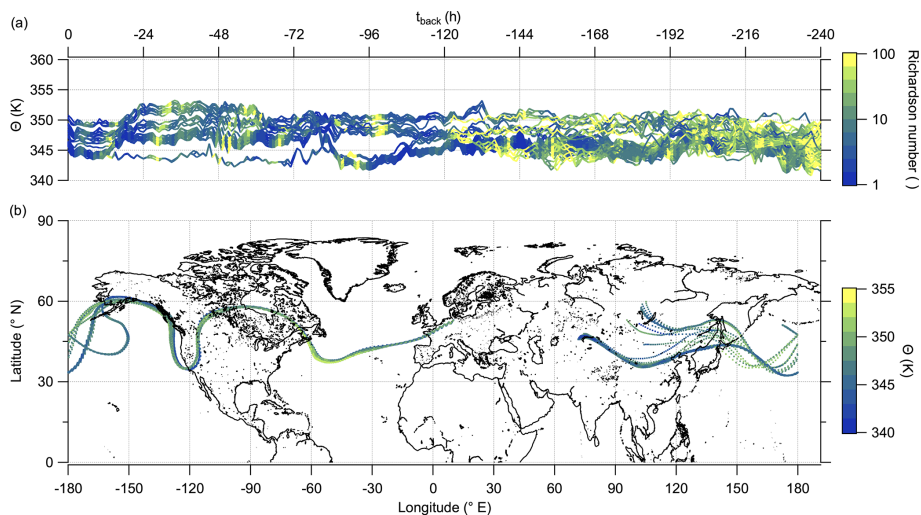 (a)
t_back (h)
0 -24 -48 -72 -96 -120 -144 -168 -192 -216 -240
360
355
350
345
340
Θ (K)
100
10
1
Richardson number ()
(b)
90
60
30
0
Latitude (° N)
-180 -150 -120 -90 -60 -30 0 30 60 90 120 150 180
Longitude (° E)
355
350
345
340
Θ (K)